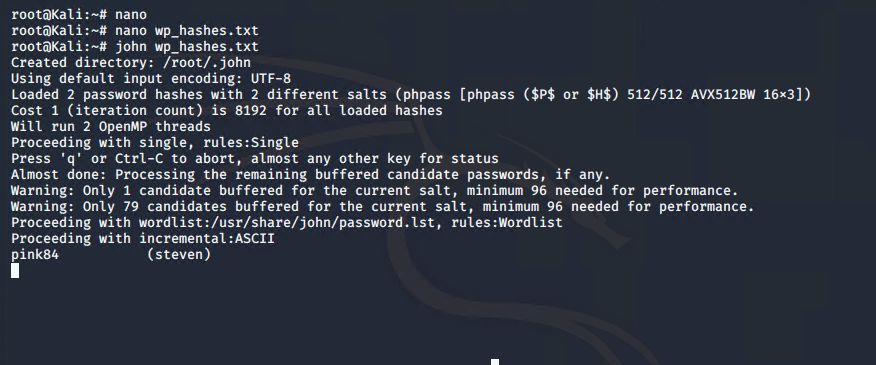 root@Kali:~# nano
root@Kali:~# nano wp_hashes.txt
root@Kali:~# john wp_hashes.txt
Created directory: /root/.john
Using default input encoding: UTF-8
Loaded 2 password hashes with 2 different salts (phpass [phpass ($P$ or $H$) 512/512 AVX512BW 16×3])
Cost 1 (iteration count) is 8192 for all loaded hashes
Will run 2 OpenMP threads
Proceeding with single, rules:Single
Press 'q' or Ctrl-C to abort, almost any other key for status
Almost done: Processing the remaining buffered candidate passwords, if any.
Warning: Only 1 candidate buffered for the current salt, minimum 96 needed for performance.
Warning: Only 79 candidates buffered for the current salt, minimum 96 needed for performance.
Proceeding with wordlist:/usr/share/john/password.lst, rules:Wordlist
Proceeding with incremental:ASCII
pink84           (steven)